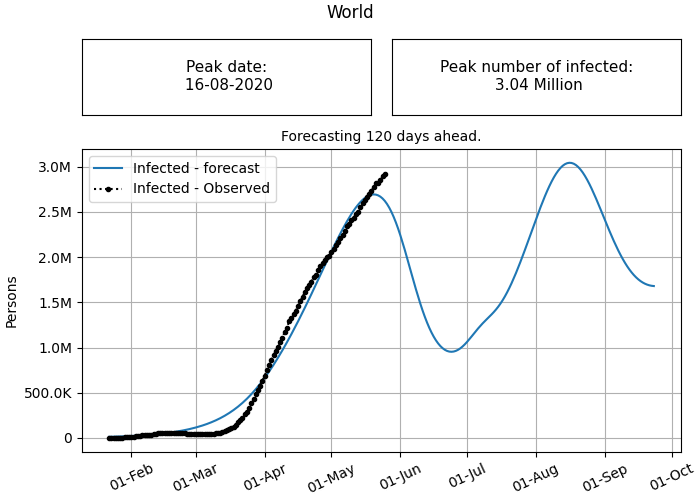 World
Peak date:
16-08-2020
Peak number of infected:
3.04 Million
Forecasting 120 days ahead.
Infected - forecast
Infected - Observed
3.0M
2.5M
2.0M
1.5M
1.0M
500.0K
0
Persons
01-Feb
01-Mar
01-Apr
01-May
01-Jun
01-Jul
01-Aug
01-Sep
01-Oct